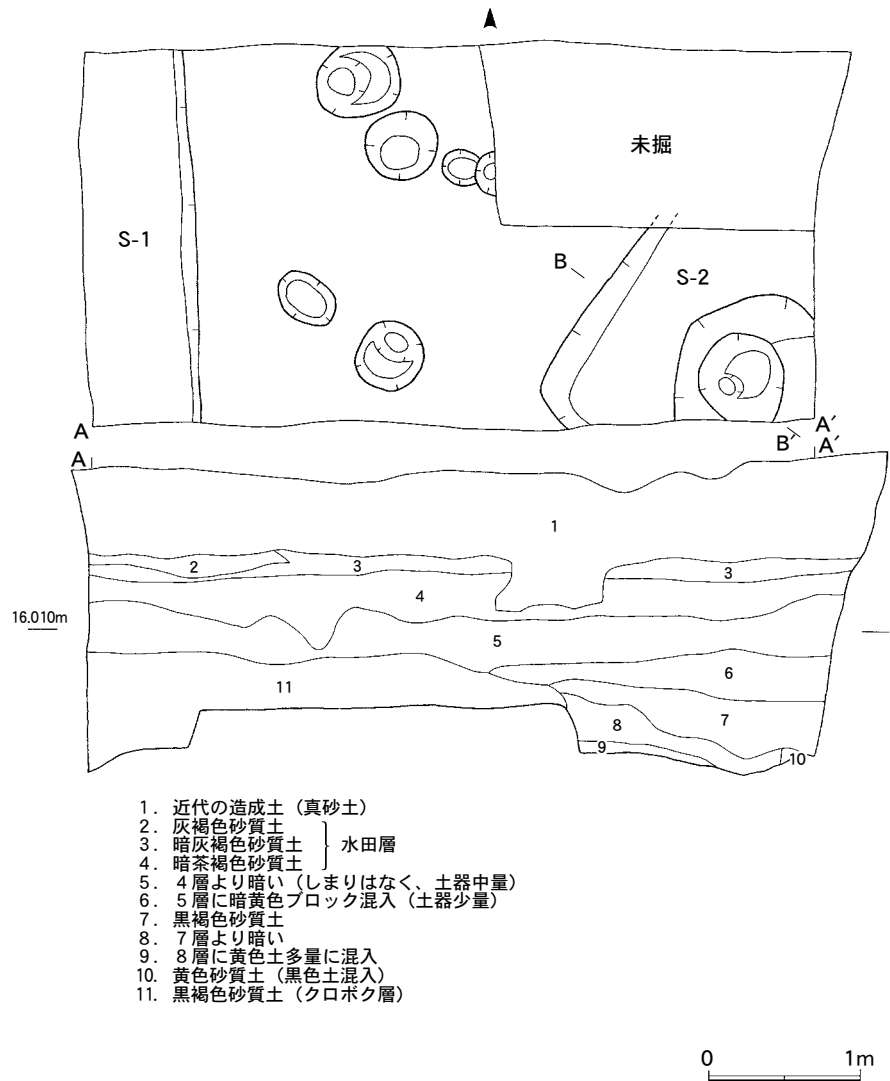 未掘
S-1
B
S-2
A
A′
B′
A
A′
1
2
3
3
4
16.010m
5
6
11
7
8
9
10
1. 近代の造成土（真砂土）
2. 灰褐色砂質土
3. 暗灰褐色砂質土 水田層
4. 暗茶褐色砂質土
5. 4層より暗い（しまりはなく、土器中量）
6. 5層に暗黄色ブロック混入（土器少量）
7. 黒褐色砂質土
8. 7層より暗い
9. 8層に黄色土多量に混入
10. 黄色砂質土（黒色土混入）
11. 黒褐色砂質土（クロボク層）
0 1m